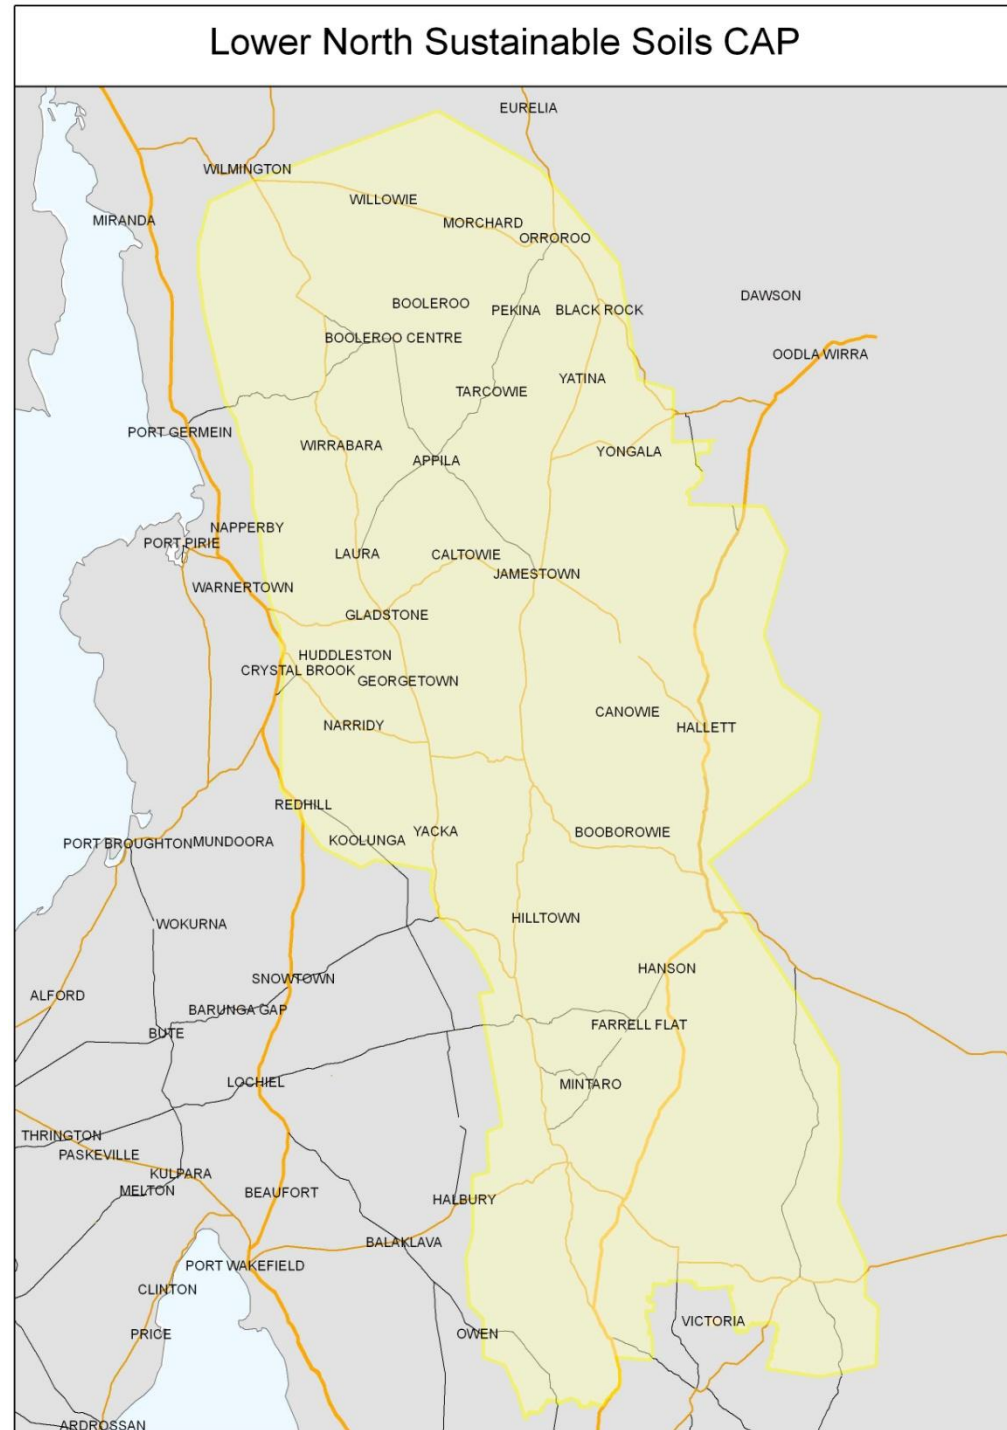 Lower North Sustainable Soils CAP
EURELIA
WILMINGTON
WILLOWIE
MIRANDA
MORCHARD
ORROROO
DAWSON
BOOLEROO
PEKINA
BLACK ROCK
BOOLEROO CENTRE
OODLA WIRRA
YATINA
TARCOWIE
PORT GERMEIN
WIRRABARA
YONGALA
APPILA
NAPPERBY
PORT PIRIE
LAURA
CALTOWIE
JAMESTOWN
WARNERTOWN
GLADSTONE
HUDDLESTON
CRYSTAL BROOK
GEORGETOWN
CANOWIE
NARRIDY
HALLETT
REDHILL
YACKA
BOOBOROWIE
KOOLUNGA
PORT BROUGHTON
MUNDOORA
HILLTOWN
WOKURNA
HANSON
SNOWTOWN
ALFORD
BARUNGA GAP
FARRELL FLAT
BUTE
LOCHIEL
MINTARO
THRINGTON
PASKEVILLE
KULPARA
MELTON
BEAUFORT
HALBURY
BALAKLAVA
PORT WAKEFIELD
CLINTON
VICTORIA
PRICE
OWEN
ARDROSSAN